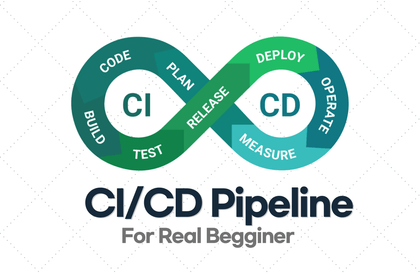 CODE
PLAN
DEPLOY
OPERATE
CI
CD
BUILD
RELEASE
TEST
MEASURE
CI/CD Pipeline
For Real Begginer